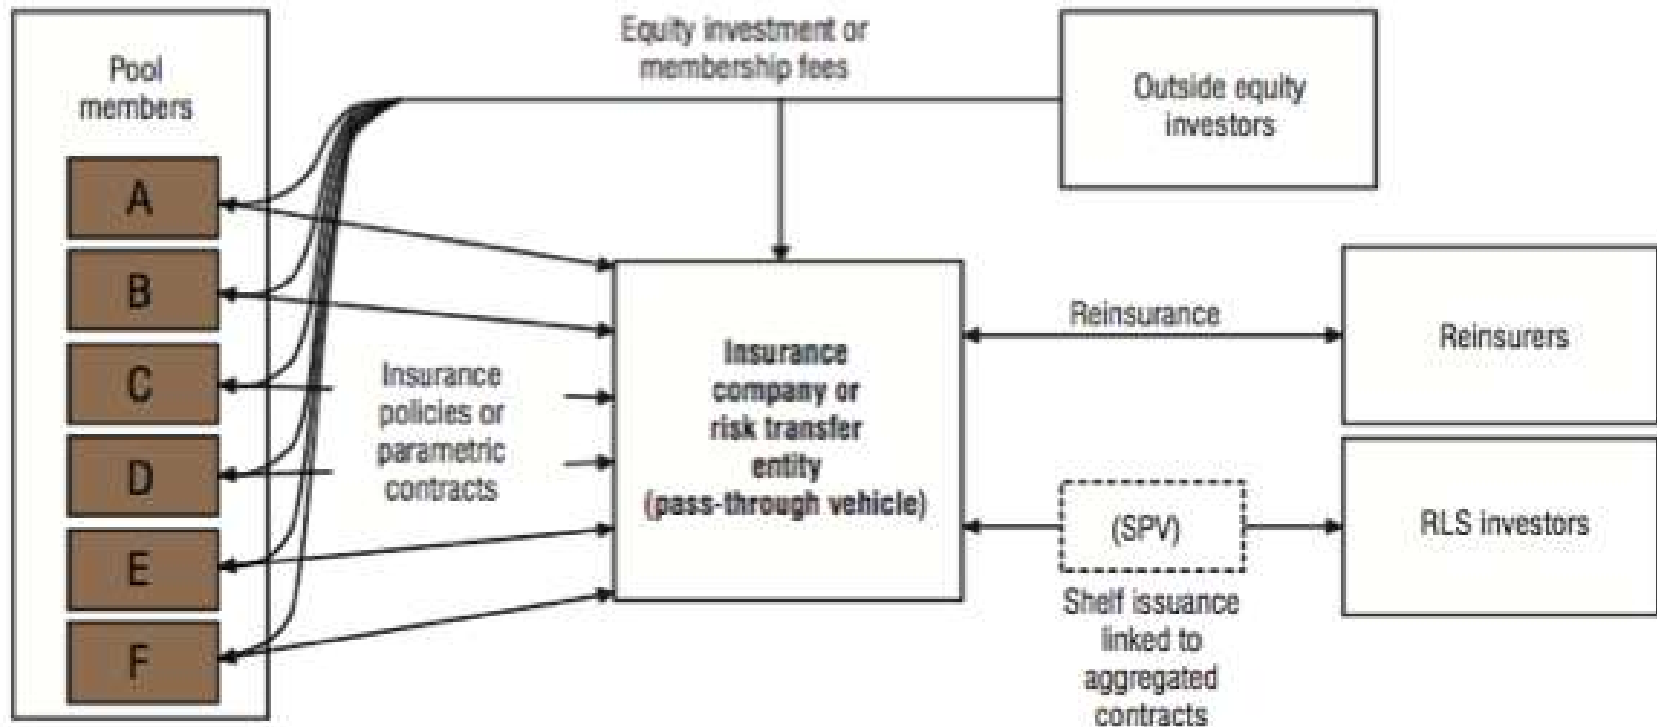 Pool
members
A
B
C
D
E
F
Equity investment or
membership fees
Outside equity
investors
Insurance
policies or
parametric
contracts
Insurance
company or
risk transfer
entity
(pass-through vehicle)
Reinsurance
Reinsurers
(SPV)
Shelf issuance
linked to
aggregated
contracts
RLS investors